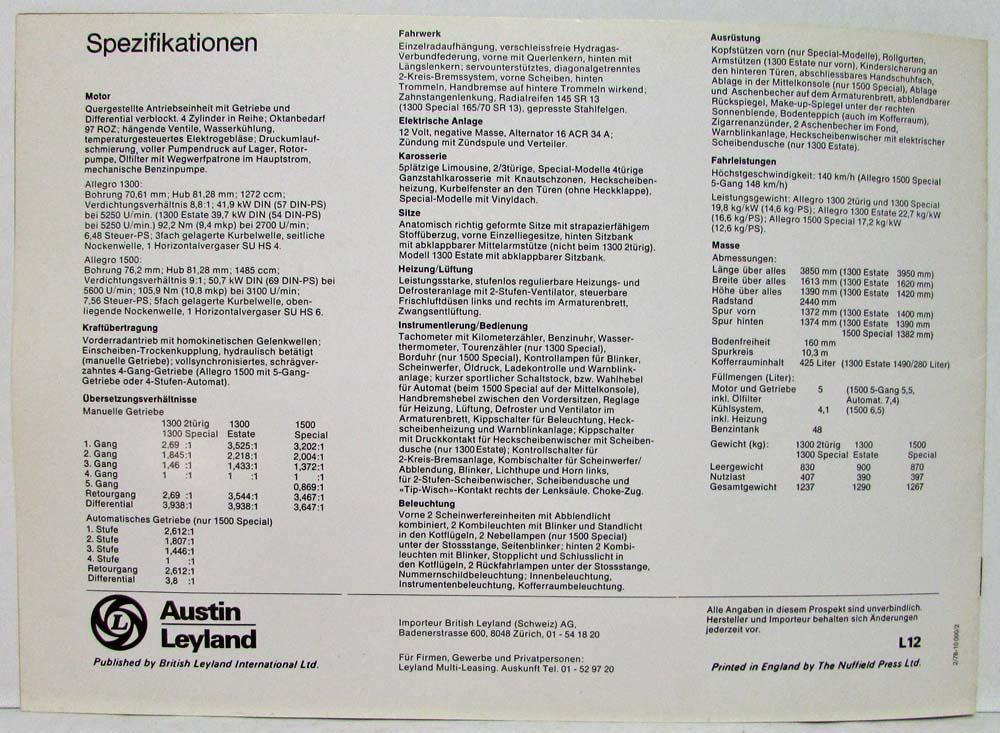 Spezifikationen
Motor
Quergestellte Antriebseinheit mit Getriebe und
Differential verblockt. 4 Zylinder in Reihe; Oktanbedarf
97 ROZ; hängende Ventile, Wasserkühlung,
temperaturgesteuertes Elektrogebläse; Druckumlauf-
schmierung, voller Pumpendruck auf Lager, Rotor-
pumpe, Ölfilter mit Wegwerfpatrone im Hauptstrom,
mechanische Benzinpumpe.
Allegro 1300:
Bohrung 70,61 mm; Hub 81,28 mm; 1272 ccm;
Verdichtungsverhältnis 8,8:1; 41,9 kW DIN (57 DIN-PS)
bei 5250 U/min. (1300 Estate 39,7 kW DIN (54 DIN-PS)
bei 5250 U/min.) 92,2 Nm (9,4 mkp) bei 2700 U/min;
6,48 Steuer-PS; 3fach gelagerte Kurbelwelle, seitliche
Nockenwelle, 1 Horizontalvergaser SU HS 4.
Allegro 1500:
Bohrung 76,2 mm; Hub 81,28 mm; 1485 ccm;
Verdichtungsverhältnis 9:1; 50,7 kW DIN (69 DIN-PS) bei
5600 U/min; 105,9 Nm (10,8 mkp) bei 3100 U/min;
7,56 Steuer-PS; 5fach gelagerte Kurbelwelle, oben-
liegende Nockenwelle, 1 Horizontalvergaser SU HS 6.
Kraftübertragung
Vorderradantrieb mit homokinetischen Gelenkwellen;
Einscheiben-Trockenkupplung, hydraulisch betätigt
(manuelle Getriebe); vollsynchronisiertes, schrägver-
zahntes 4-Gang-Getriebe (Allegro 1500 mit 5-Gang-
Getriebe oder 4-Stufen-Automat).
Übersetzungsverhältnisse
Manuelle Getriebe
1300 2türig 1300 1500
1300 Special Estate Special
1. Gang 2,69 :1 3,525:1 3,202:1
2. Gang 1,845:1 2,218:1 2,004:1
3. Gang 1,46 :1 1,433:1 1,372:1
4. Gang 1 :1 1 :1 1 :1
5. Gang 0,869:1
Retourgang 2,69 :1 3,544:1 3,467:1
Differential 3,938:1 3,938:1 3,647:1
Automatisches Getriebe (nur 1500 Special)
1. Stufe 2,612:1
2. Stufe 1,807:1
3. Stufe 1,446:1
4. Stufe 1 :1
Retourgang 2,612:1
Differential 3,8 :1
Fahrwerk
Einzelradaufhängung, verschleissfreie Hydragas-
Verbundfederung, vorne mit Querlenkern, hinten mit
Längslenkern; servounterstütztes, diagonalgetrenntes
2-Kreis-Bremssystem, vorne Scheiben, hinten
Trommeln, Handbremse auf hintere Trommeln wirkend;
Zahnstangenlenkung, Radialreifen 145 SR 13
(1300 Special 165/70 SR 13), gepresste Stahlfelgen.
Elektrische Anlage
12 Volt, negative Masse, Alternator 16 ACR 34 A;
Zündung mit Zündspule und Verteiler.
Karosserie
5plätzige Limousine, 2/3türige, Special-Modelle 4türige
Ganzstahlkarosserie mit Knautschzonen, Heckscheiben-
heizung, Kurbelfenster an den Türen (ohne Heckklappe),
Special-Modelle mit Vinyldach.
Sitze
Anatomisch richtig geformte Sitze mit strapazierfähigem
Stoffüberzug, vorne Einzelliegesitze, hinten Sitzbank
mit abklappbarer Mittelarmstütze (nicht beim 1300 2türig).
Modell 1300 Estate mit abklappbarer Sitzbank.
Heizung/Lüftung
Leistungsstarke, stufenlos regulierbare Heizungs- und
Defrosteranlage mit 2-Stufen-Ventilator, steuerbare
Frischluftdüsen links und rechts im Armaturenbrett,
Zwangsentlüftung.
Instrumentierung/Bedienung
Tachometer mit Kilometerzähler, Benzinuhr, Wasser-
thermometer, Tourenzähler (nur 1500 Special),
Borduhr (nur 1500 Special), Kontrollampen für Blinker,
Scheinwerfer, Öldruck, Ladekontrolle und Warnblink-
anlage; kurzer sportlicher Schaltstock, bzw. Wahlhebel
für Automat (beim 1500 Special auf der Mittelkonsole),
Handbremshebel zwischen den Vordersitzen, Reglage
für Heizung, Lüftung, Defroster und Ventilator im
Armaturenbrett, Kippschalter für Beleuchtung, Heck-
scheibenheizung und Warnblinkanlage; Kippschalter
mit Druckkontakt für Heckscheibenwischer mit Scheiben-
dusche (nur 1300 Estate); Kontrollschalter für
2-Kreis-Bremsanlage, Kombischalter für Scheinwerfer/
Abblendung, Blinker, Lichthupe und Horn links,
für 2-Stufen-Scheibenwischer, Scheibendusche und
«Tip-Wisch»-Kontakt rechts der Lenksäule. Choke-Zug.
Beleuchtung
Vorne 2 Scheinwerfereinheiten mit Abblendlicht
kombiniert, 2 Kombileuchten mit Blinker und Standlicht
in den Kotflügeln, 2 Nebellampen (nur 1500 Special)
unter der Stossstange, Seitenblinker; hinten 2 Kombi-
leuchten mit Blinker, Stopplicht und Schlusslicht in
den Kotflügeln, 2 Rückfahrlampen unter der Stossstange,
Nummernschildbeleuchtung; Innenbeleuchtung,
Instrumentenbeleuchtung, Kofferraumbeleuchtung.
Ausrüstung
Kopfstützen vorn (nur Special-Modelle), Rollgurten,
Armstützen (1300 Estate nur vorn), Kindersicherung an
den hinteren Türen, abschliessbares Handschuhfach,
Ablage in der Mittelkonsole (nur 1500 Special), Ablage
und Aschenbecher auf dem Armaturenbrett, abblendbarer
Rückspiegel, Make-up-Spiegel unter der rechten
Sonnenblende, Bodenteppich (auch im Kofferraum),
Zigarrenanzünder, 2 Aschenbecher im Fond,
Warnblinkanlage, Heckscheibenwischer mit elektrischer
Scheibendusche (nur 1300 Estate).
Fahrleistungen
Höchstgeschwindigkeit: 140 km/h (Allegro 1500 Special
5-Gang 148 km/h)
Leistungsgewicht: Allegro 1300 2türig und 1300 Special
19,8 kg/kW (14,6 kg/PS); Allegro 1300 Estate 22,7 kg/kW
(16,6 kg/PS); Allegro 1500 Special 17,2 kg/kW
(12,6 kg/PS).
Masse
Abmessungen:
Länge über alles 3850 mm (1300 Estate 3950 mm)
Breite über alles 1613 mm (1300 Estate 1620 mm)
Höhe über alles 1390 mm (1300 Estate 1420 mm)
Radstand 2440 mm
Spur vorn 1372 mm (1300 Estate 1400 mm)
Spur hinten 1374 mm (1300 Estate 1390 mm
1500 Special 1382 mm)
Bodenfreiheit 160 mm
Spurkreis 10,3 m
Kofferrauminhalt 425 Liter (1300 Estate 1490/280 Liter)
Füllmengen (Liter):
Motor und Getriebe 5 (1500 5-Gang 5,5,
inkl. Ölfilter Automat. 7,4)
Kühlsystem, 4,1 (1500 6,5)
inkl. Heizung
Benzintank 48
Gewicht (kg): 1300 2türig 1300 1500
1300 Special Estate Special
Leergewicht 830 900 870
Nutzlast 407 390 397
Gesamtgewicht 1237 1290 1267
L
Austin
Leyland
Published by British Leyland International Ltd.
Importeur British Leyland (Schweiz) AG,
Badenerstrasse 600, 8048 Zürich, 01 - 54 18 20
Für Firmen, Gewerbe und Privatpersonen:
Leyland Multi-Leasing. Auskunft Tel. 01 - 52 97 20
Alle Angaben in diesem Prospekt sind unverbindlich.
Hersteller und Importeur behalten sich Änderungen
jederzeit vor.
L12
Printed in England by The Nuffield Press Ltd.
2/78-10 000/2